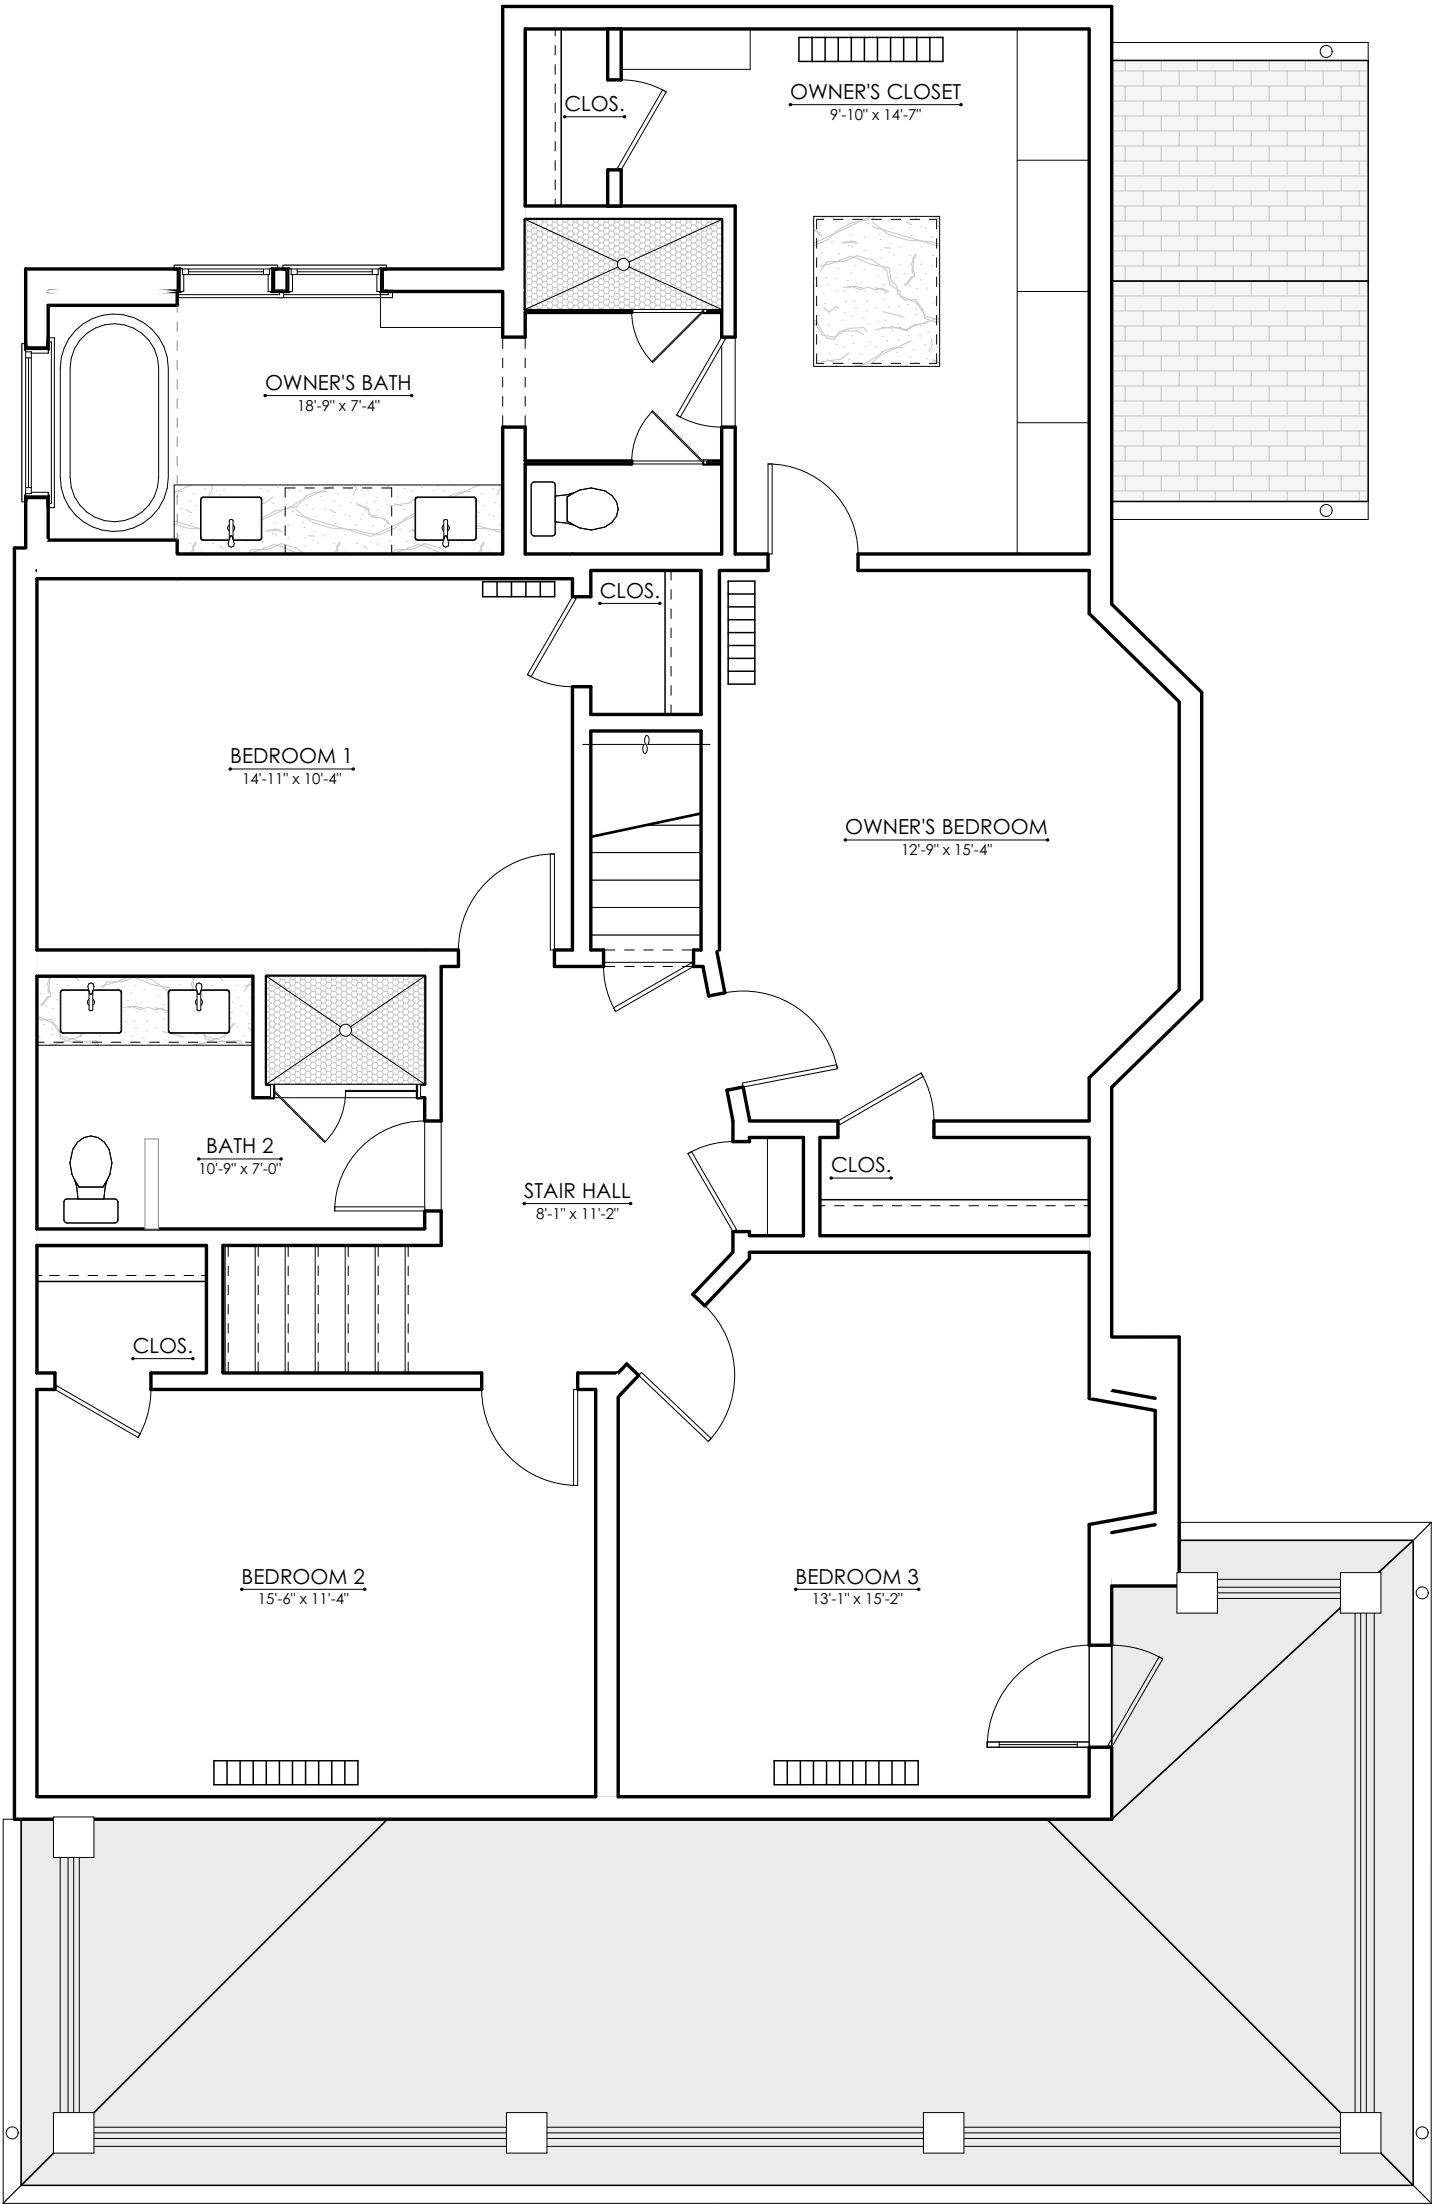 OWNER'S CLOSET
9'-10" x 14'-7"
CLOS.
OWNER'S BATH
18'-9" x 7'-4"
CLOS.
BEDROOM 1
14'-11" x 10'-4"
OWNER'S BEDROOM
12'-9" x 15'-4"
BATH 2
10'-9" x 7'-0"
CLOS.
STAIR HALL
8'-1" x 11'-2"
CLOS.
BEDROOM 2
15'-6" x 11'-4"
BEDROOM 3
13'-1" x 15'-2"